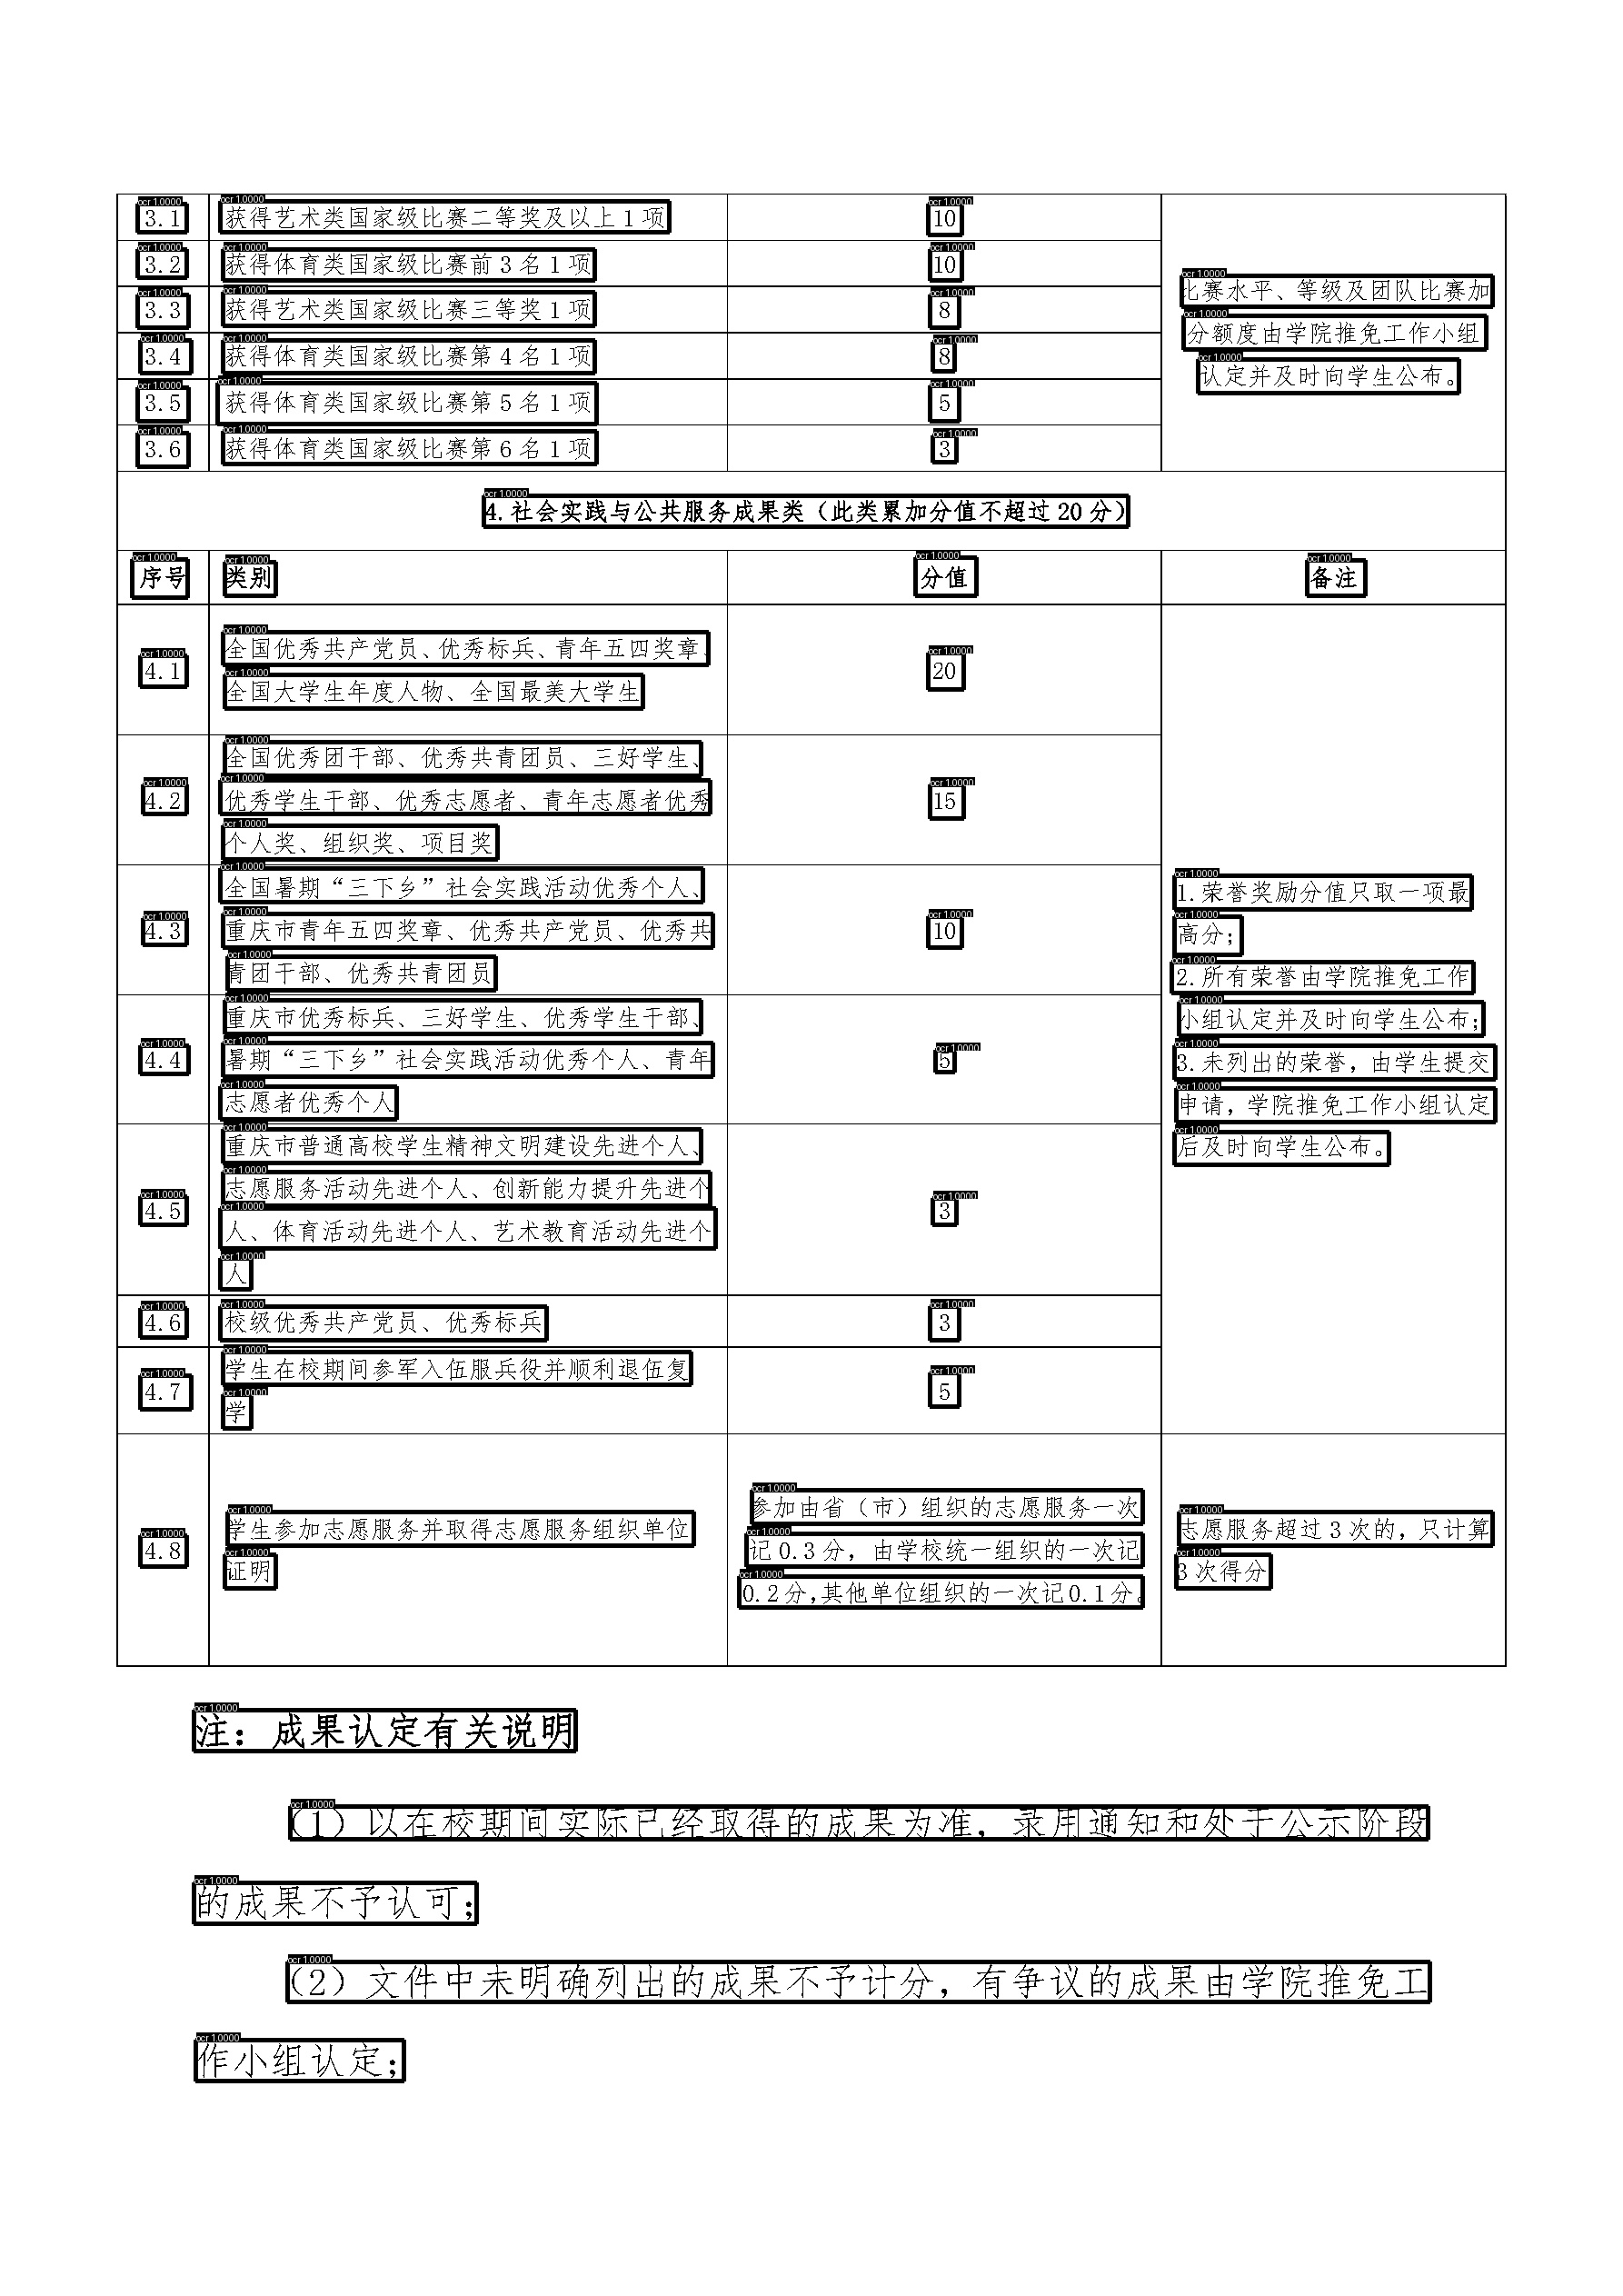 3.1 获得艺术类国家级比赛二等奖及以上1项 10
3.2 获得体育类国家级比赛前3名1项 10
3.3 获得艺术类国家级比赛三等奖1项 8
3.4 获得体育类国家级比赛第4名1项 8
3.5 获得体育类国家级比赛第5名1项 5
3.6 获得体育类国家级比赛第6名1项 3
比赛水平、等级及团队比赛加
分额度由学院推免工作小组
认定并及时向学生公布。
4.社会实践与公共服务成果类（此类累加分值不超过20分）
序号 类别 分值 备注
4.1
全国优秀共产党员、优秀标兵、青年五四奖章、
全国大学生年度人物、全国最美大学生
20
4.2
全国优秀团干部、优秀共青团员、三好学生、
优秀学生干部、优秀志愿者、青年志愿者优秀
个人奖、组织奖、项目奖
15
4.3
全国暑期“三下乡”社会实践活动优秀个人、
重庆市青年五四奖章、优秀共产党员、优秀共
青团干部、优秀共青团员
10
4.4
重庆市优秀标兵、三好学生、优秀学生干部、
暑期“三下乡”社会实践活动优秀个人、青年
志愿者优秀个人
5
4.5
重庆市普通高校学生精神文明建设先进个人、
志愿服务活动先进个人、创新能力提升先进个
人、体育活动先进个人、艺术教育活动先进个
人
3
4.6 校级优秀共产党员、优秀标兵 3
4.7
学生在校期间参军入伍服兵役并顺利退伍复
学
5
1.荣誉奖励分值只取一项最
高分；
2.所有荣誉由学院推免工作
小组认定并及时向学生公布；
3.未列出的荣誉，由学生提交
申请，学院推免工作小组认定
后及时向学生公布。
4.8
学生参加志愿服务并取得志愿服务组织单位
证明
参加由省（市）组织的志愿服务一次
记0.3分，由学校统一组织的一次记
0.2分，其他单位组织的一次记0.1分。
志愿服务超过3次的，只计算
3次得分
注：成果认定有关说明
（1）以在校期间实际已经取得的成果为准，录用通知和处于公示阶段
的成果不予认可；
（2）文件中未明确列出的成果不予计分，有争议的成果由学院推免工
作小组认定；